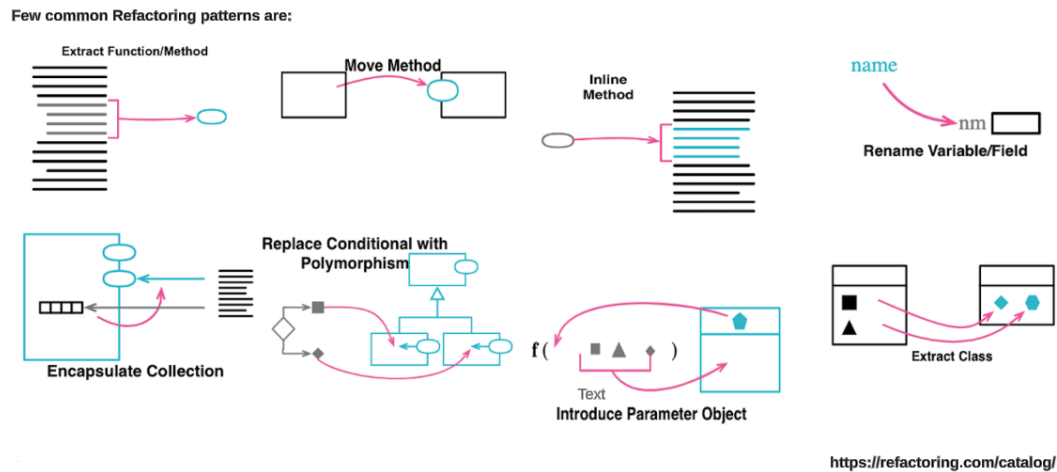 Few common Refactoring patterns are:
Extract Function/Method
Move Method
Inline
Method
name
nm
Rename Variable/Field
Encapsulate Collection
Replace Conditional with
Polymorphism
f (
)
Text
Introduce Parameter Object
Extract Class
https://refactoring.com/catalog/